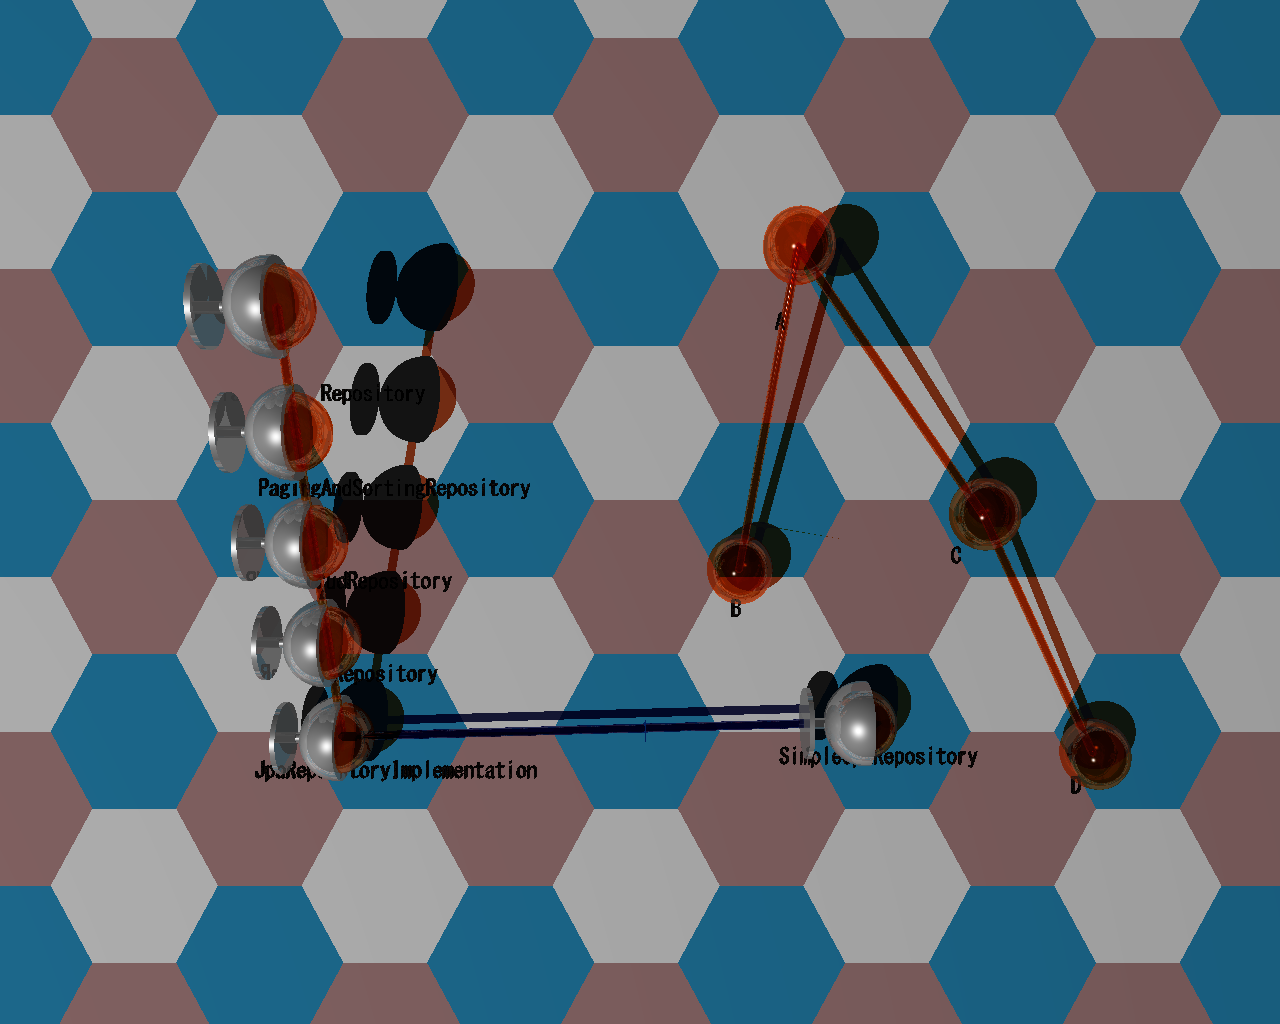 A
Repository
PagingAndSortingRepository
Repository
C
B
Repository
Repository
JpaRepositoryImplementation
D